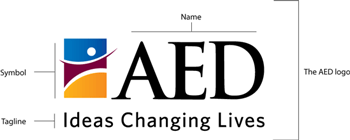 Name
Symbol
AED
The AED logo
Tagline
Ideas Changing Lives